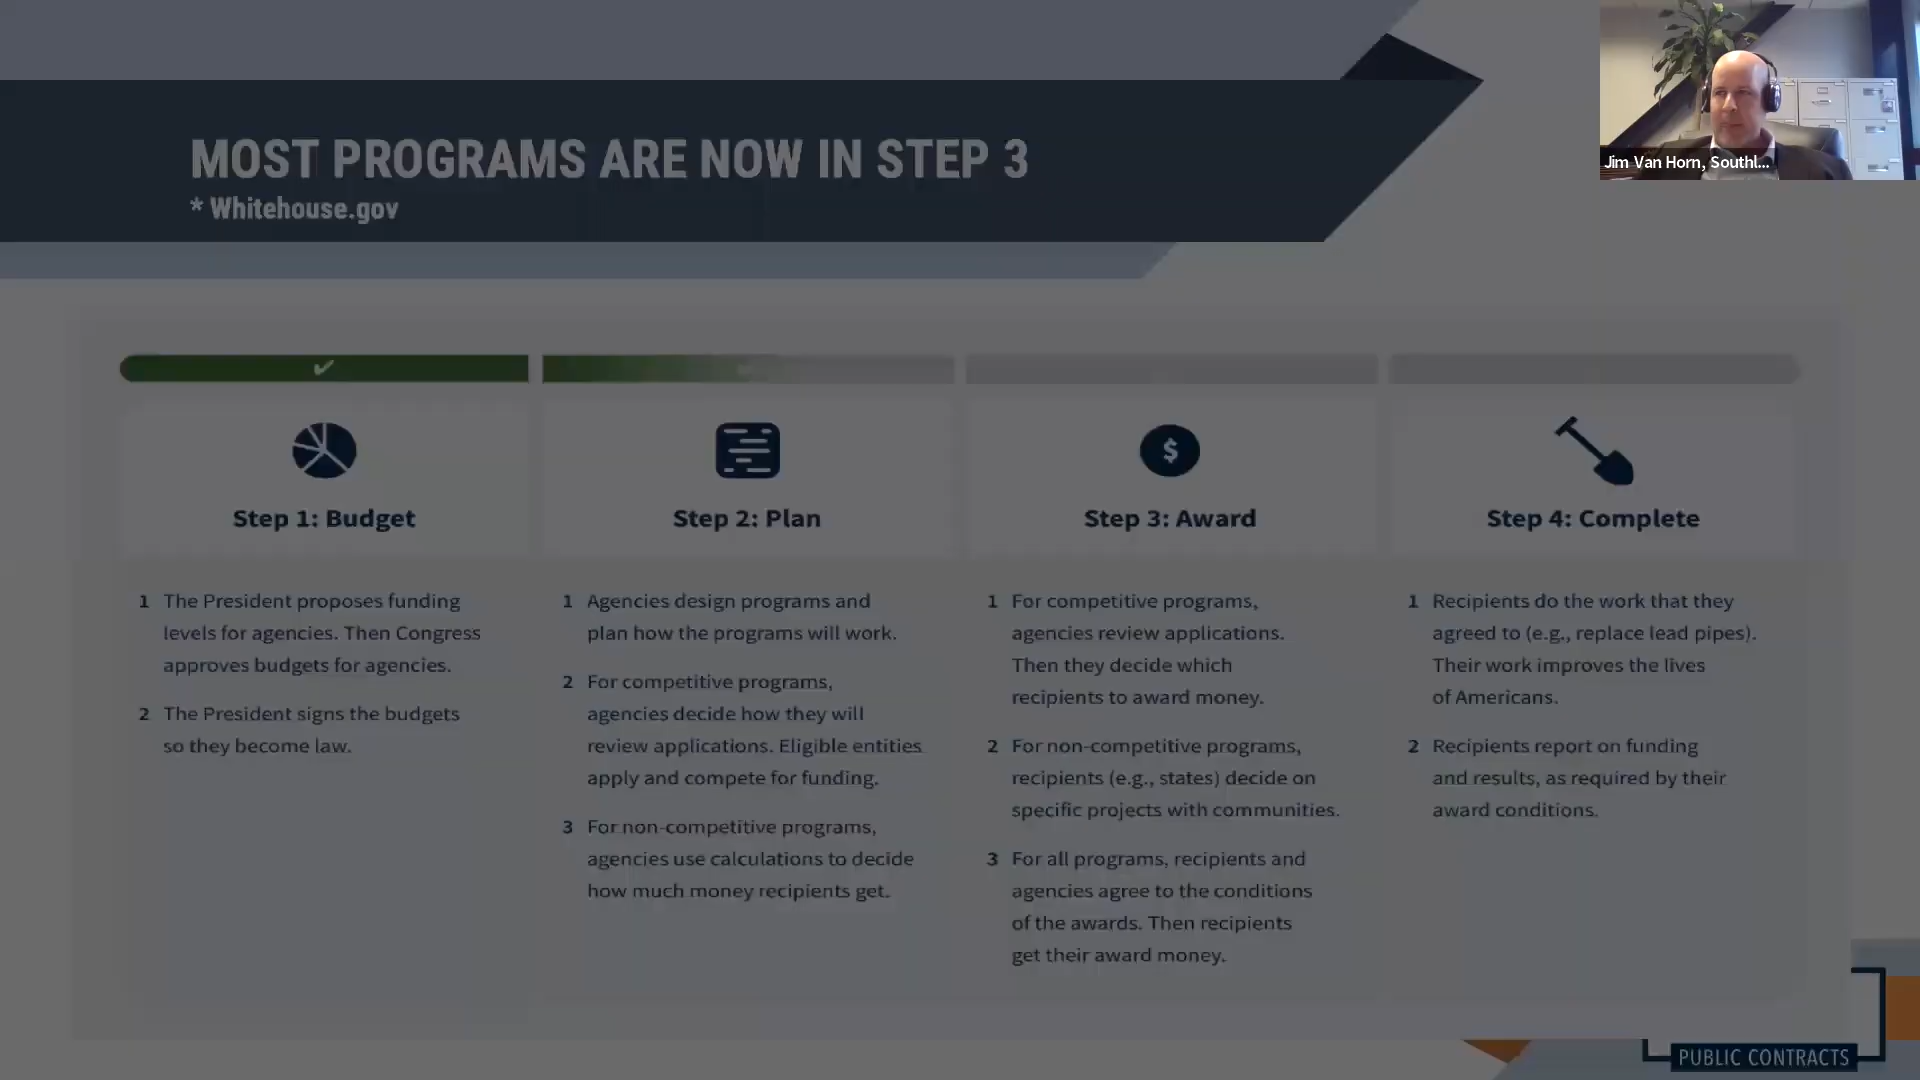 MOST PROGRAMS ARE NOW IN STEP 3
* Whitehouse.gov
Jim Van Horn, Southl...
Step 1: Budget
1 The President proposes funding
levels for agencies. Then Congress
approves budgets for agencies.
2 The President signs the budgets
so they become law.
Step 2: Plan
1 Agencies design programs and
plan how the programs will work.
2 For competitive programs,
agencies decide how they will
review applications. Eligible entities
apply and compete for funding.
3 For non-competitive programs,
agencies use calculations to decide
how much money recipients get.
$
Step 3: Award
1 For competitive programs,
agencies review applications.
Then they decide which
recipients to award money.
2 For non-competitive programs,
recipients (e.g., states) decide on
specific projects with communities.
3 For all programs, recipients and
agencies agree to the conditions
of the awards. Then recipients
get their award money.
Step 4: Complete
1 Recipients do the work that they
agreed to (e.g., replace lead pipes).
Their work improves the lives
of Americans.
2 Recipients report on funding
and results, as required by their
award conditions.
PUBLIC CONTRACTS